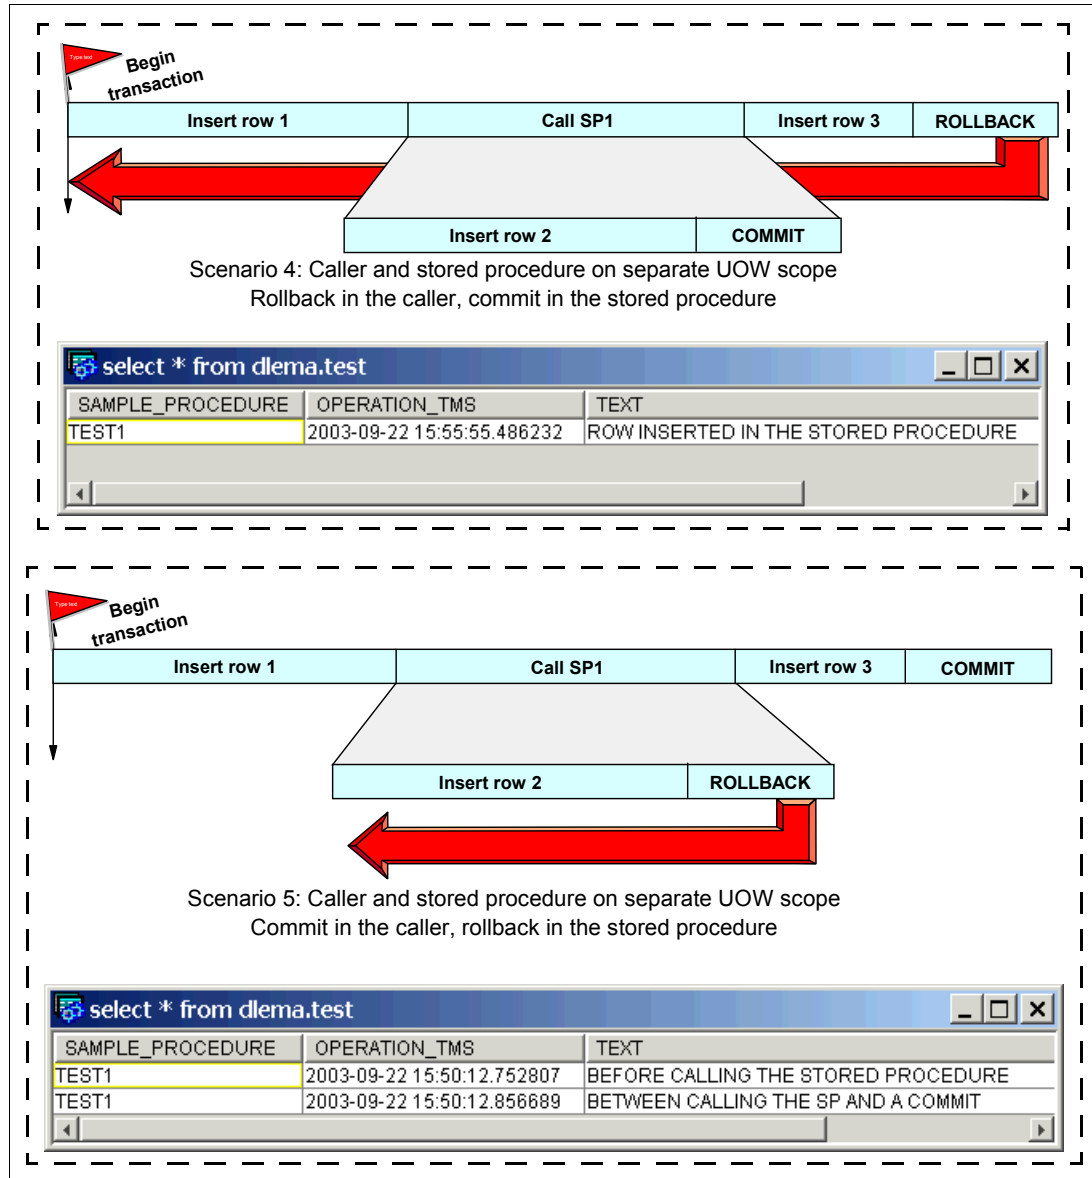 Type text
Begin
transaction
Insert row 1 Call SP1 Insert row 3 ROLLBACK
Insert row 2 COMMIT
Scenario 4: Caller and stored procedure on separate UOW scope
Rollback in the caller, commit in the stored procedure
select * from dlema.test
SAMPLE_PROCEDURE OPERATION_TMS TEXT
TEST1 2003-09-22 15:55:55.486232 ROW INSERTED IN THE STORED PROCEDURE
Type text
Begin
transaction
Insert row 1 Call SP1 Insert row 3 COMMIT
Insert row 2 ROLLBACK
Scenario 5: Caller and stored procedure on separate UOW scope
Commit in the caller, rollback in the stored procedure
select * from dlema.test
SAMPLE_PROCEDURE OPERATION_TMS TEXT
TEST1 2003-09-22 15:50:12.752807 BEFORE CALLING THE STORED PROCEDURE
TEST1 2003-09-22 15:50:12.856689 BETWEEN CALLING THE SP AND A COMMIT